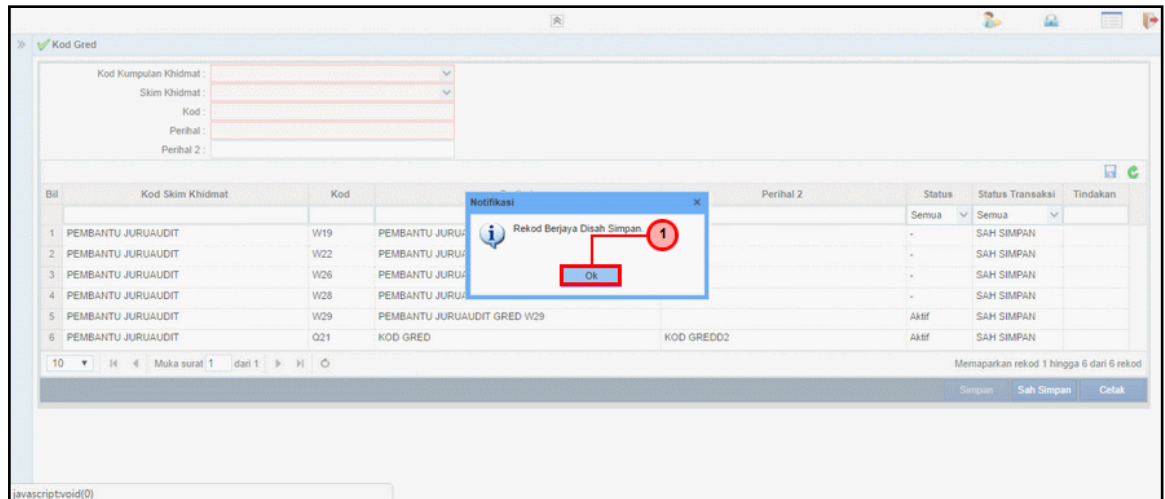 Kod Gred
Kod Kumpulan Khidmat :
Skim Khidmat :
Kod :
Perihal :
Perihal 2 :
Bil Kod Skim Khidmat Kod Perihal 2 Status Status Transaksi Tindakan
Semua Semua
Notifikasi x
Rekod Berjaya Disah Simpan. 1
Ok
1 PEMBANTU JURUAUDIT W19 PEMBANTU - SAH SIMPAN
2 PEMBANTU JURUAUDIT W22 PEMBANTU - SAH SIMPAN
3 PEMBANTU JURUAUDIT W26 PEMBANTU - SAH SIMPAN
4 PEMBANTU JURUAUDIT W28 PEMBANTU - SAH SIMPAN
5 PEMBANTU JURUAUDIT W29 PEMBANTU JURUAUDIT GRED W29 Aktif SAH SIMPAN
6 PEMBANTU JURUAUDIT Q21 KOD GRED KOD GREDD2 Aktif SAH SIMPAN
10 Muka surat 1 dari 1 Memaparkan rekod 1 hingga 6 dari 6 rekod
Simpan Sah Simpan Cetak
javascript:void(0)